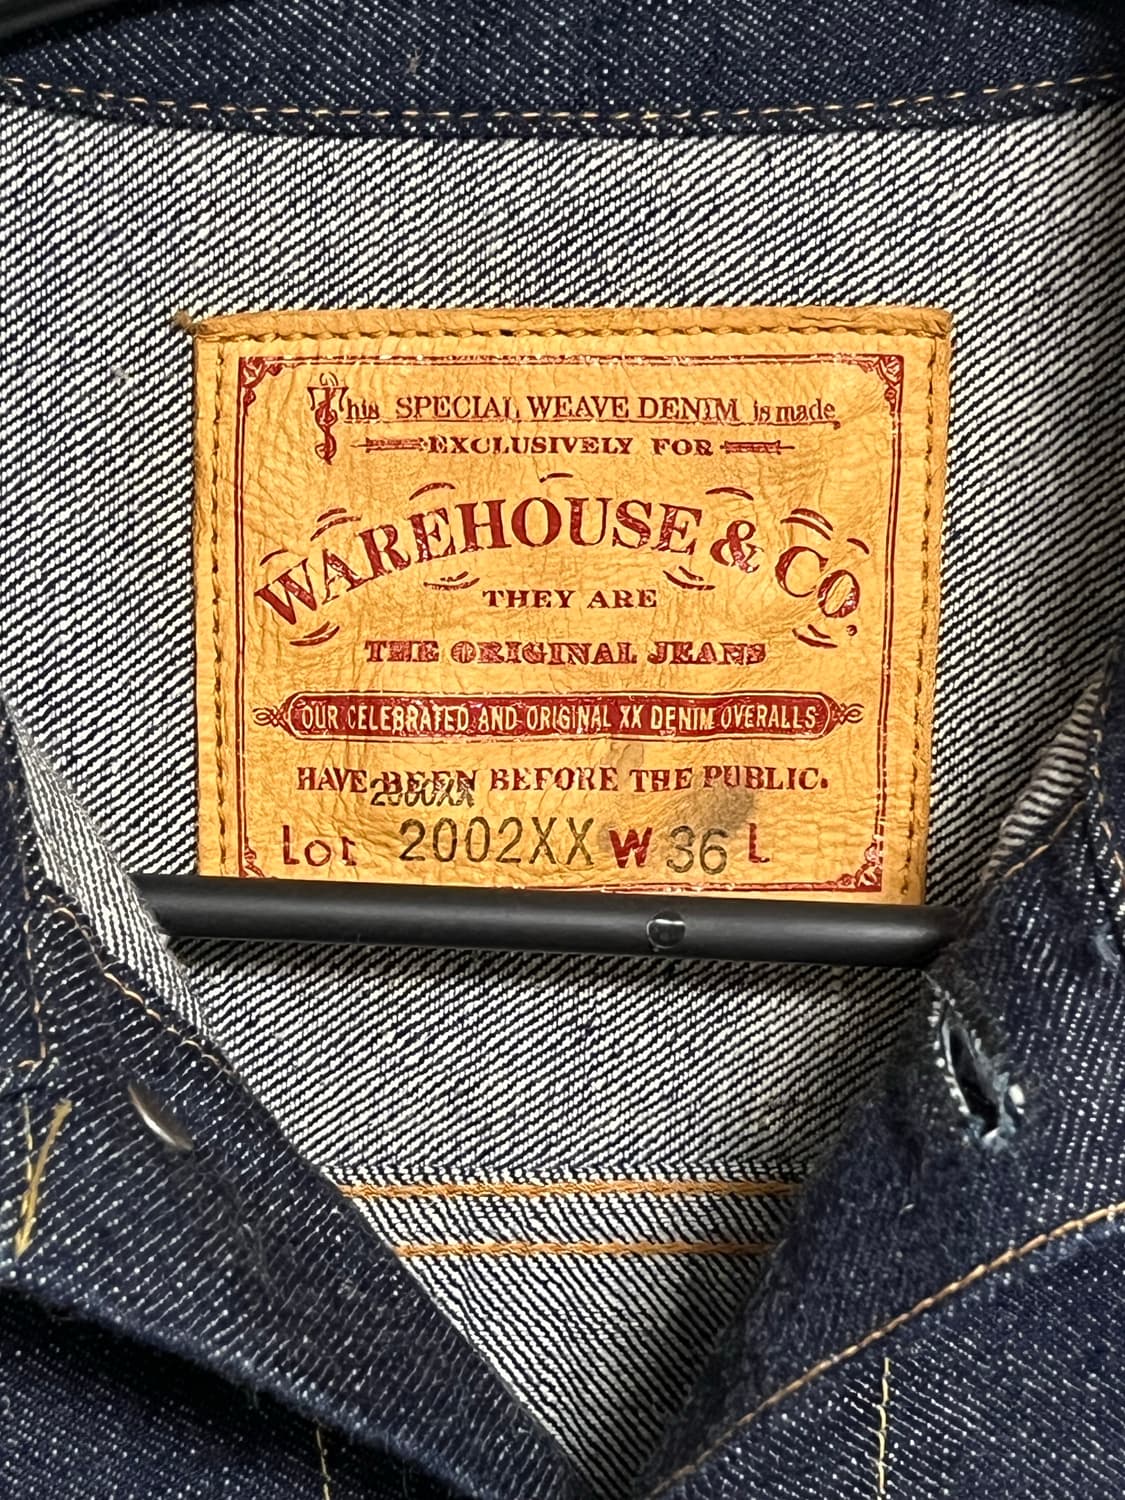 This SPECIAL WEAVE DENIM is made
EXCLUSIVELY FOR
WAREHOUSE & CO.
THEY ARE
THE ORIGINAL JEANS
OUR CELEBRATED AND ORIGINAL XX DENIM OVERALLS
HAVE BEEN BEFORE THE PUBLIC.
2000XX
Lot 2002XX W 36 L